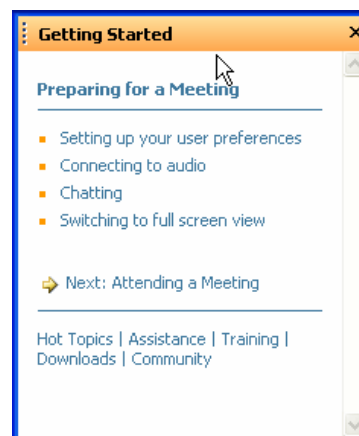 Getting Started
Preparing for a Meeting
Setting up your user preferences
Connecting to audio
Chatting
Switching to full screen view
Next: Attending a Meeting
Hot Topics | Assistance | Training |
Downloads | Community